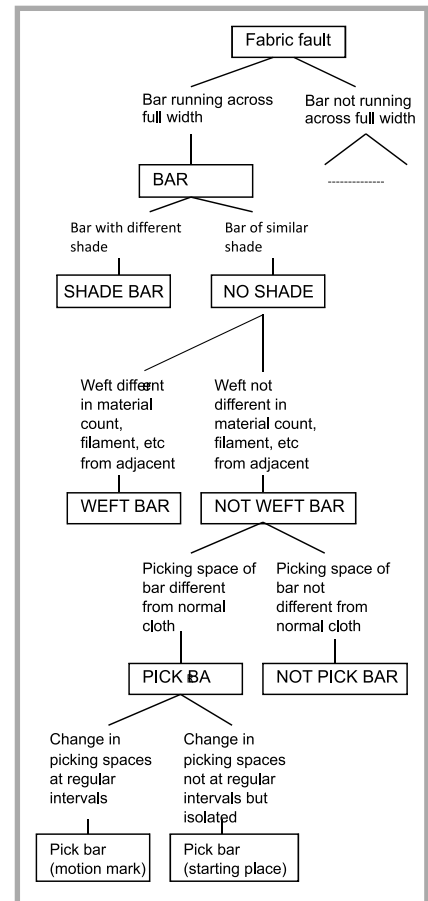 Fabric fault
Bar running across
full width
Bar not running
across full width
BAR
--------------
Bar with different
shade
Bar of similar
shade
SHADE BAR
NO SHADE
Weft different
in material
count,
filament, etc
from adjacent
Weft not
different in
material count,
filament, etc
from adjacent
WEFT BAR
NOT WEFT BAR
Picking space of
bar different
from normal
cloth
Picking space of
bar not
different from
normal cloth
PICK BAR
NOT PICK BAR
Change in
picking spaces
at regular
intervals
Change in
picking spaces
not at regular
intervals but
isolated
Pick bar
(motion mark)
Pick bar
(starting place)